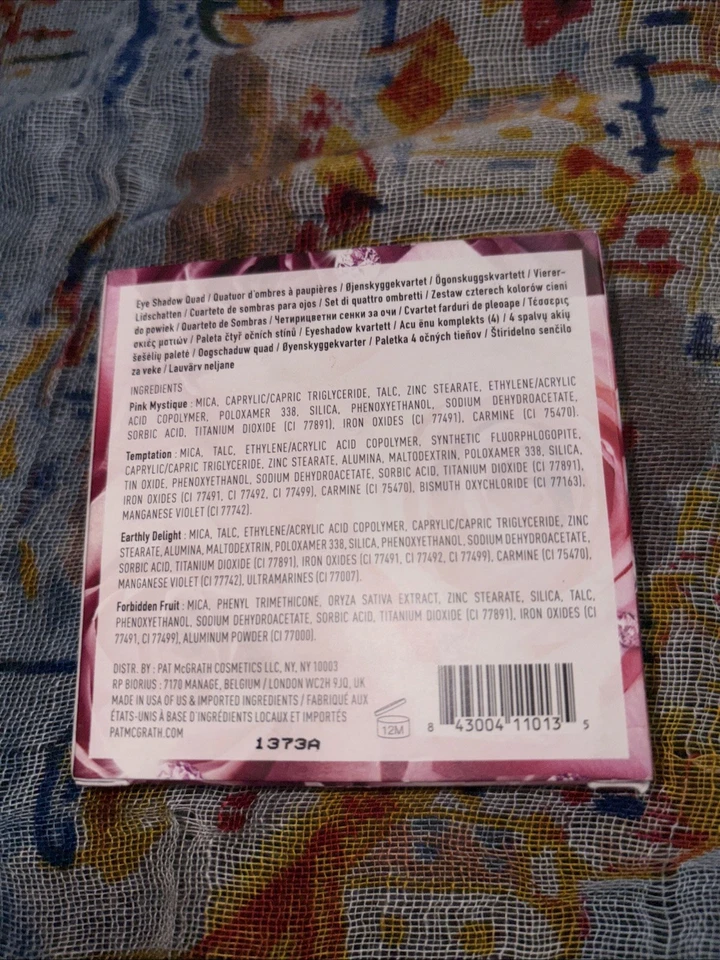 Eye Shadow Quad / Quatuor d'ombres à paupières / Øjenskyggekvartet / Ögonskuggskvartett / Vierer-
Lidschatten / Cuarteto de sombras para ojos / Set di quattro ombretti / Zestaw czterech kolorów cieni
do powiek / Quarteto de Sombras / Четирицветни сенки за очи / Cvartet farduri de pleoape / Τέσσερις
σκιές ματιών / Paleta čtyř očních stínů / Eyeshadow kvartett / Acu ēnu komplekts (4) / 4 spalvų akių
šešėlių paletė / Oogschaduw quad / Øyenskyggekvarter / Paletka 4 očných tieňov / Štiridelno senčilo
za veke / Lauvärv neljane
INGREDIENTS
Pink Mystique : MICA, CAPRYLIC/CAPRIC TRIGLYCERIDE, TALC, ZINC STEARATE, ETHYLENE/ACRYLIC
ACID COPOLYMER, POLOXAMER 338, SILICA, PHENOXYETHANOL, SODIUM DEHYDROACETATE,
SORBIC ACID, TITANIUM DIOXIDE (CI 77891), IRON OXIDES (CI 77491), CARMINE (CI 75470).
Temptation : MICA, TALC, ETHYLENE/ACRYLIC ACID COPOLYMER, SYNTHETIC FLUORPHLOGOPITE,
CAPRYLIC/CAPRIC TRIGLYCERIDE, ZINC STEARATE, ALUMINA, MALTODEXTRIN, POLOXAMER 338, SILICA,
TIN OXIDE, PHENOXYETHANOL, SODIUM DEHYDROACETATE, SORBIC ACID, TITANIUM DIOXIDE (CI 77891),
IRON OXIDES (CI 77491, CI 77492, CI 77499), CARMINE (CI 75470), BISMUTH OXYCHLORIDE (CI 77163),
MANGANESE VIOLET (CI 77742).
Earthly Delight : MICA, TALC, ETHYLENE/ACRYLIC ACID COPOLYMER, CAPRYLIC/CAPRIC TRIGLYCERIDE, ZINC
STEARATE, ALUMINA, MALTODEXTRIN, POLOXAMER 338, SILICA, PHENOXYETHANOL, SODIUM DEHYDROACETATE,
SORBIC ACID, TITANIUM DIOXIDE (CI 77891), IRON OXIDES (CI 77491, CI 77492, CI 77499), CARMINE (CI 75470),
MANGANESE VIOLET (CI 77742), ULTRAMARINES (CI 77007).
Forbidden Fruit : MICA, PHENYL TRIMETHICONE, ORYZA SATIVA EXTRACT, ZINC STEARATE, SILICA, TALC,
PHENOXYETHANOL, SODIUM DEHYDROACETATE, SORBIC ACID, TITANIUM DIOXIDE (CI 77891), IRON OXIDES (CI
77491, CI 77499), ALUMINUM POWDER (CI 77000).
DISTR. BY : PAT McGRATH COSMETICS LLC, NY, NY 10003
RP BIORIUS : 7170 MANAGE, BELGIUM / LONDON WC2H 9JQ, UK
MADE IN USA OF US & IMPORTED INGREDIENTS / FABRIQUÉ AUX
ÉTATS-UNIS À BASE D'INGRÉDIENTS LOCAUX ET IMPORTÉS
PATMCGRATH.COM
1373A
12M
8 43004 11013 5